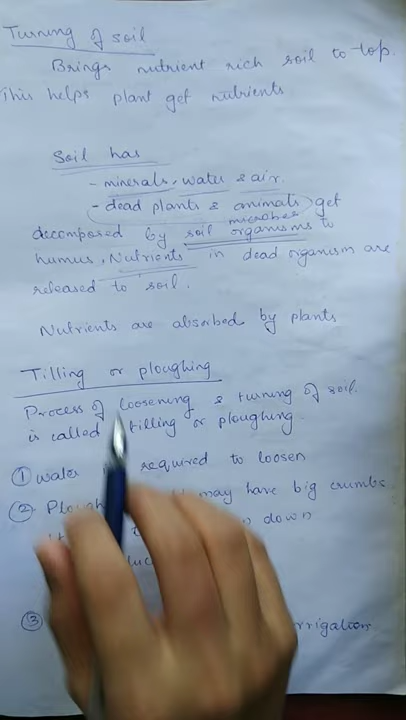 Turning of soil
Brings nutrient rich soil to top.
This helps plant get nutrients
Soil has
- minerals, water & air.
- dead plants & animals get
microbes
decomposed by soil organisms to
humus, Nutrients in dead organism are
released to soil.
Nutrients are absorbed by plants
Tilling or ploughing
Process of loosening & turning of soil
is called tilling or ploughing.
① Water required to loosen
② Plough may have big crumbs
down
③ rrigation